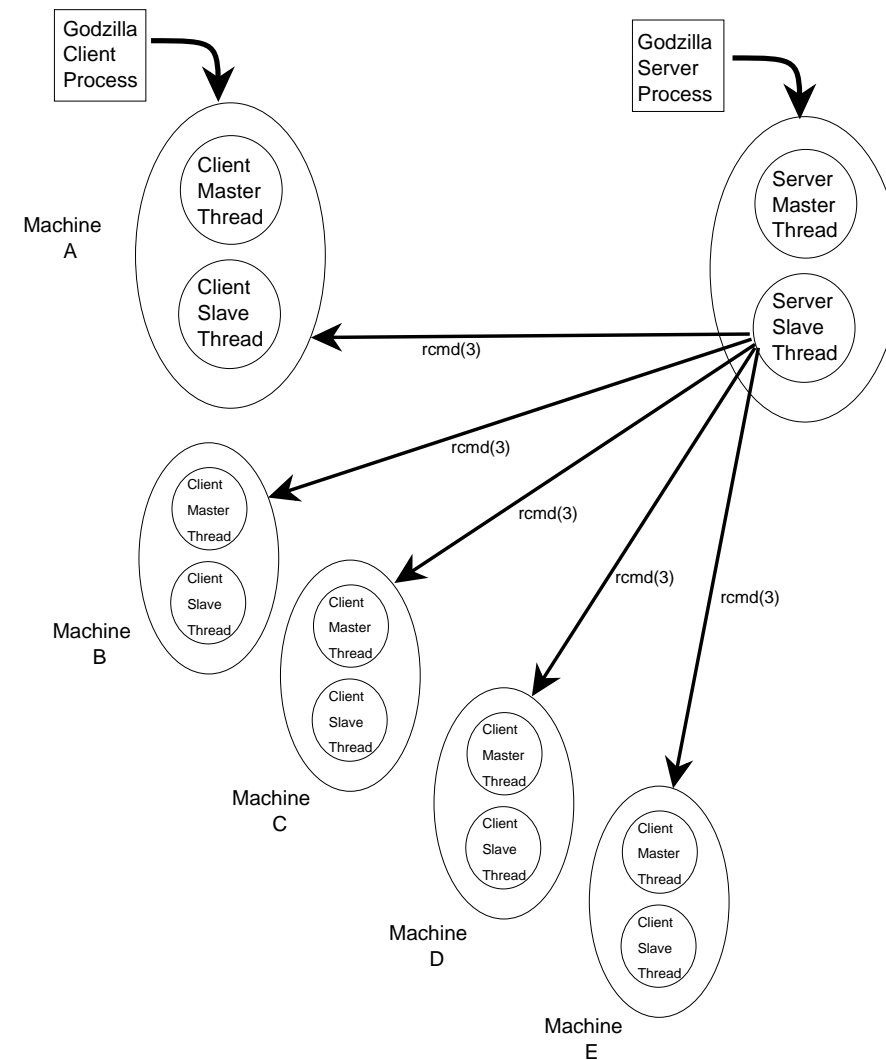 Godzilla
Client
Process
Godzilla
Server
Process
Client
Master
Thread
Client
Slave
Thread
Machine
A
Server
Master
Thread
Server
Slave
Thread
rcmd(3)
rcmd(3)
rcmd(3)
rcmd(3)
rcmd(3)
Client
Master
Thread
Client
Slave
Thread
Machine
B
Client
Master
Thread
Client
Slave
Thread
Machine
C
Client
Master
Thread
Client
Slave
Thread
Machine
D
Client
Master
Thread
Client
Slave
Thread
Machine
E